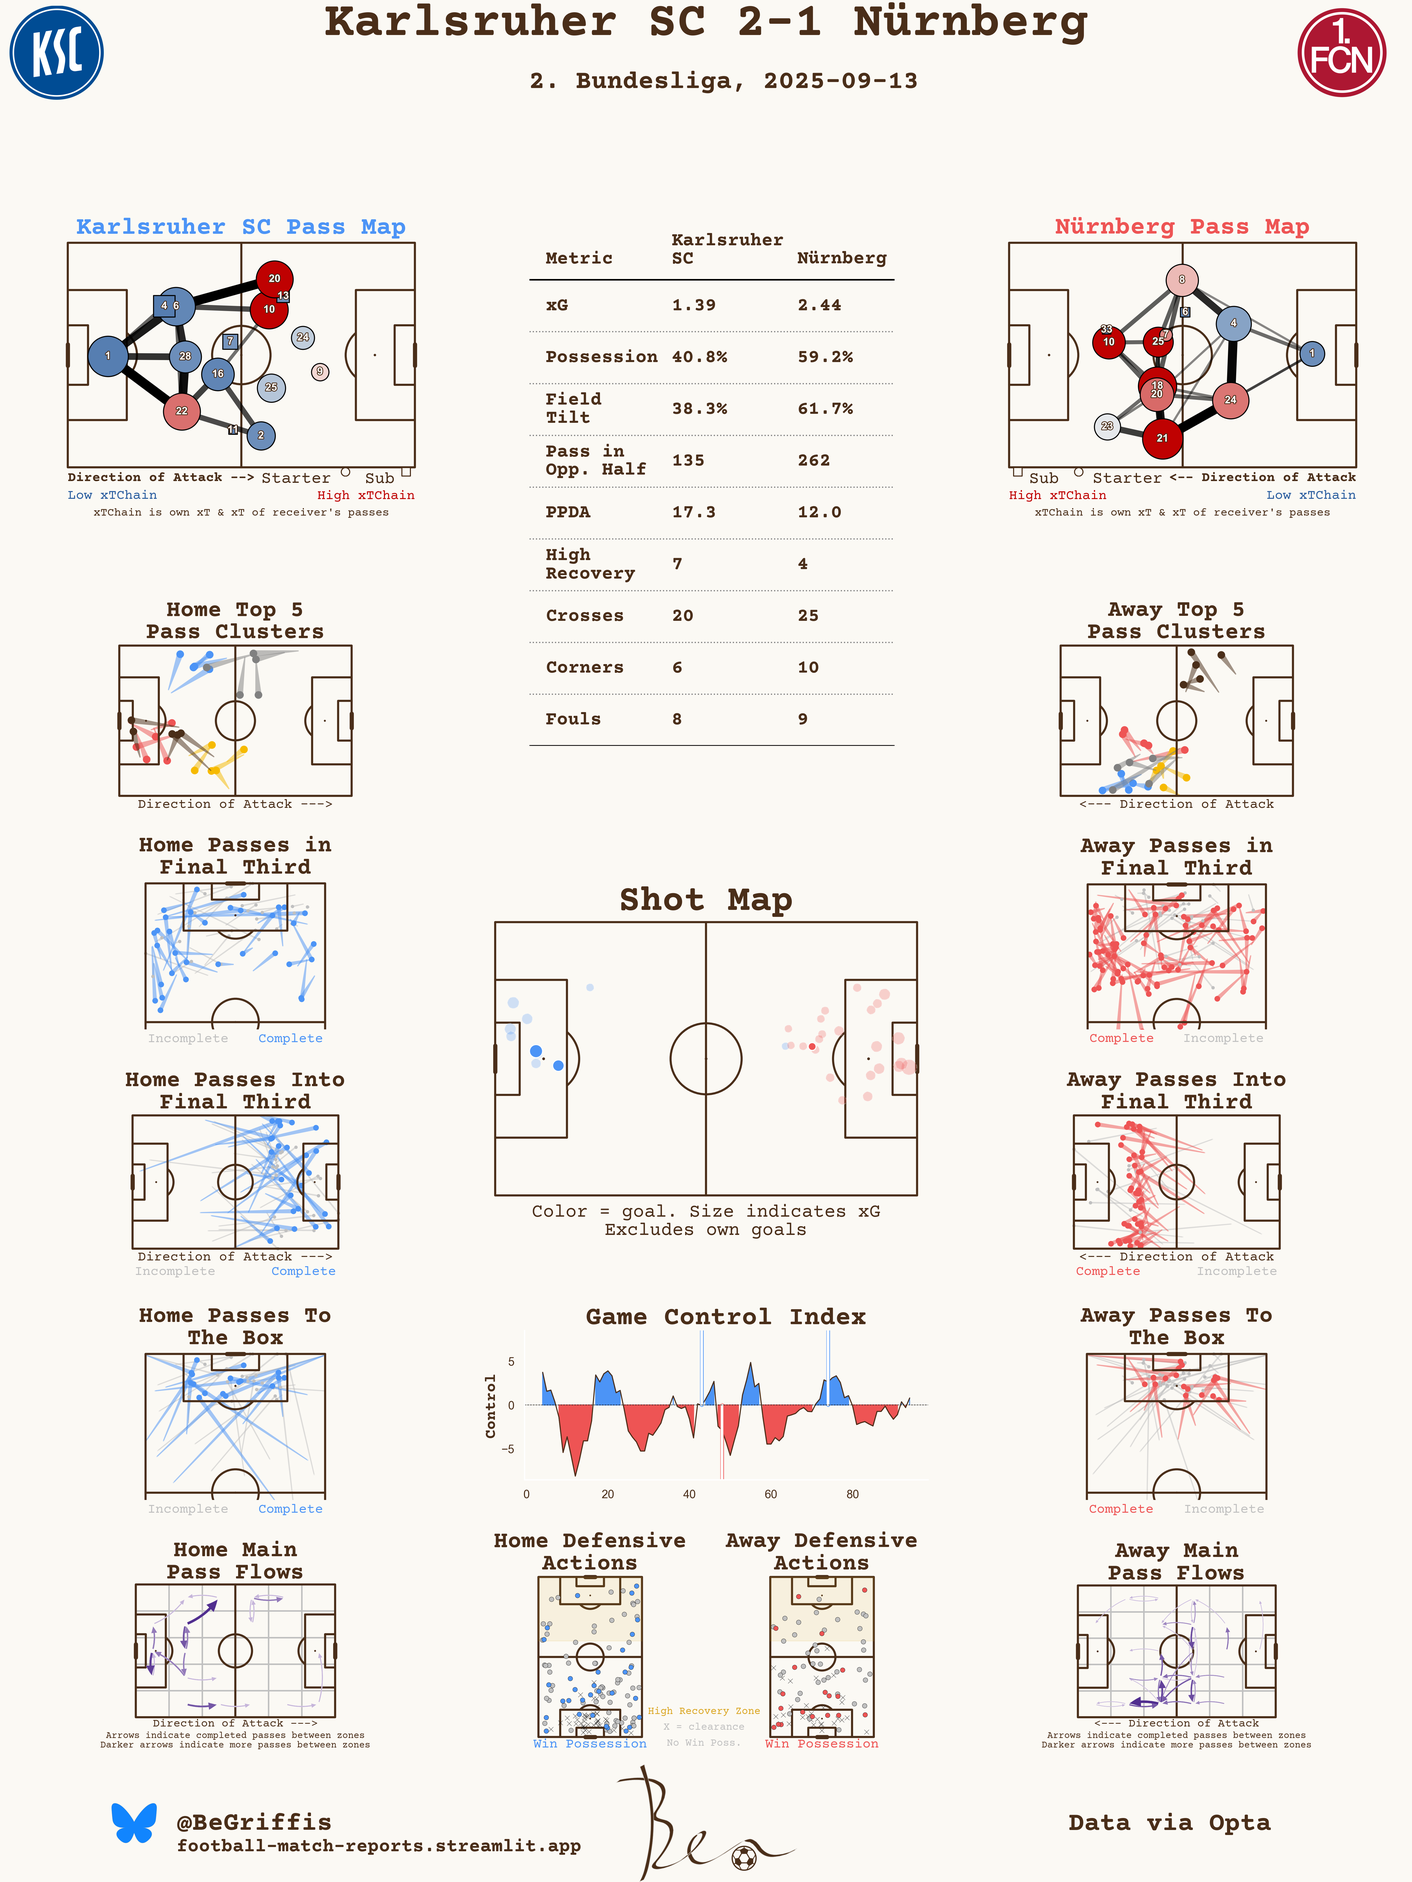 Karlsruher SC 2-1 Nürnberg
2. Bundesliga, 2025-09-13
KSC
1.
FCN
Karlsruher SC Pass Map
20
13
4
6
10
7
24
1
28
9
16
25
22
11
2
Direction of Attack --> Starter Sub
Low xTChain High xTChain
xTChain is own xT & xT of receiver's passes
Metric Karlsruher SC Nürnberg
xG 1.39 2.44
Possession 40.8% 59.2%
Field Tilt 38.3% 61.7%
Pass in Opp. Half 135 262
PPDA 17.3 12.0
High Recovery 7 4
Crosses 20 25
Corners 6 10
Fouls 8 9
Nürnberg Pass Map
8
6
4
33
7
10
25
1
18
20
24
23
21
Sub Starter <-- Direction of Attack
High xTChain Low xTChain
xTChain is own xT & xT of receiver's passes
Home Top 5
Pass Clusters
Direction of Attack --->
Away Top 5
Pass Clusters
<--- Direction of Attack
Home Passes in
Final Third
Incomplete Complete
Away Passes in
Final Third
Complete Incomplete
Shot Map
Color = goal. Size indicates xG
Excludes own goals
Home Passes Into
Final Third
Direction of Attack --->
Incomplete Complete
Away Passes Into
Final Third
<--- Direction of Attack
Complete Incomplete
Home Passes To
The Box
Incomplete Complete
Game Control Index
Control
5
0
−5
0 20 40 60 80
Away Passes To
The Box
Complete Incomplete
Home Main
Pass Flows
Direction of Attack --->
Arrows indicate completed passes between zones
Darker arrows indicate more passes between zones
Home Defensive
Actions
Win Possession
Away Defensive
Actions
Win Possession
High Recovery Zone
X = clearance
No Win Poss.
Away Main
Pass Flows
<--- Direction of Attack
Arrows indicate completed passes between zones
Darker arrows indicate more passes between zones
@BeGriffis
football-match-reports.streamlit.app
Ben
Data via Opta